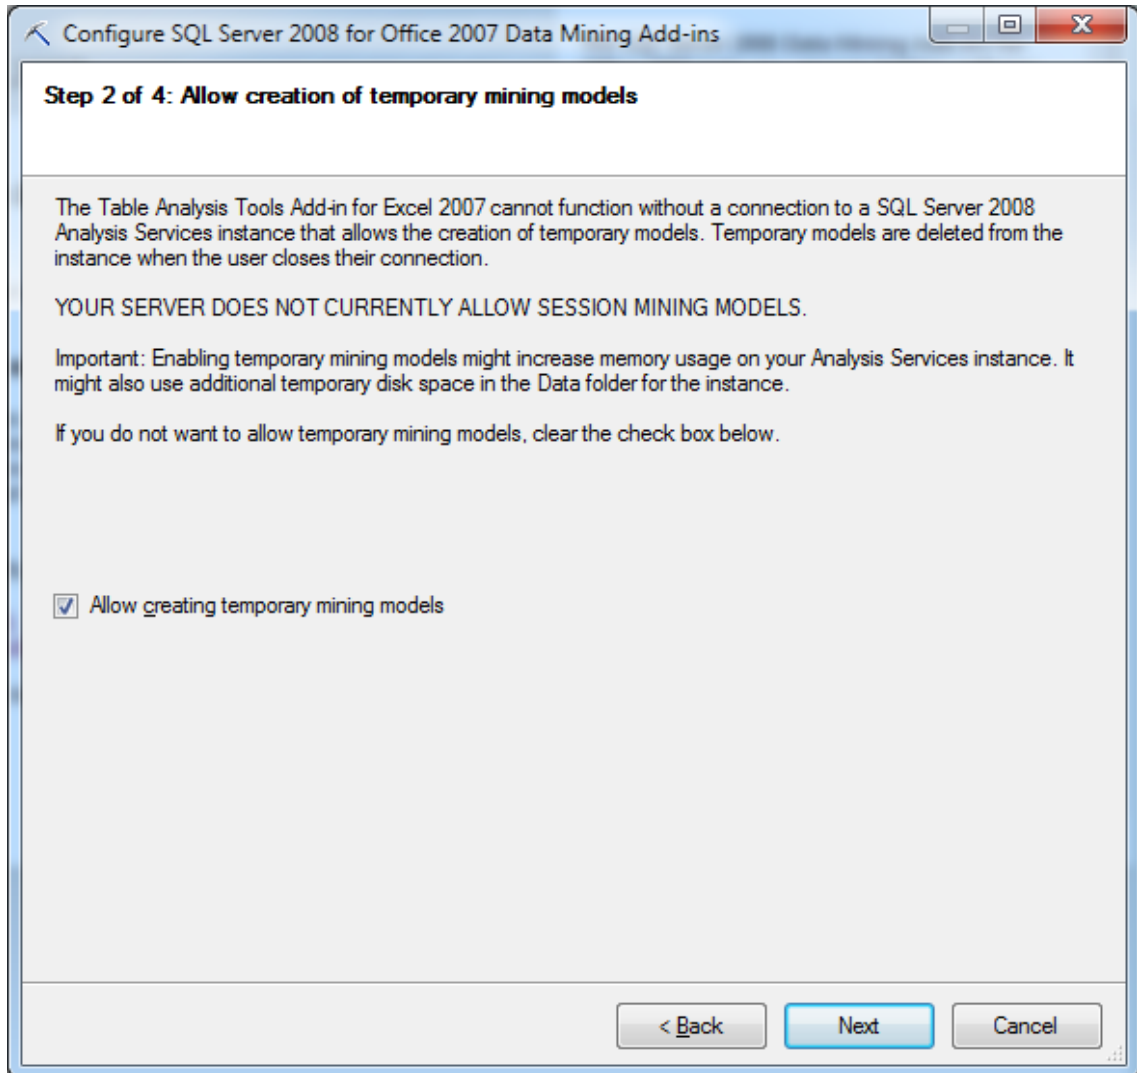 Configure SQL Server 2008 for Office 2007 Data Mining Add-ins
Step 2 of 4: Allow creation of temporary mining models
The Table Analysis Tools Add-in for Excel 2007 cannot function without a connection to a SQL Server 2008
Analysis Services instance that allows the creation of temporary models. Temporary models are deleted from the
instance when the user closes their connection.
YOUR SERVER DOES NOT CURRENTLY ALLOW SESSION MINING MODELS.
Important: Enabling temporary mining models might increase memory usage on your Analysis Services instance. It
might also use additional temporary disk space in the Data folder for the instance.
If you do not want to allow temporary mining models, clear the check box below.
Allow creating temporary mining models
< Back Next Cancel